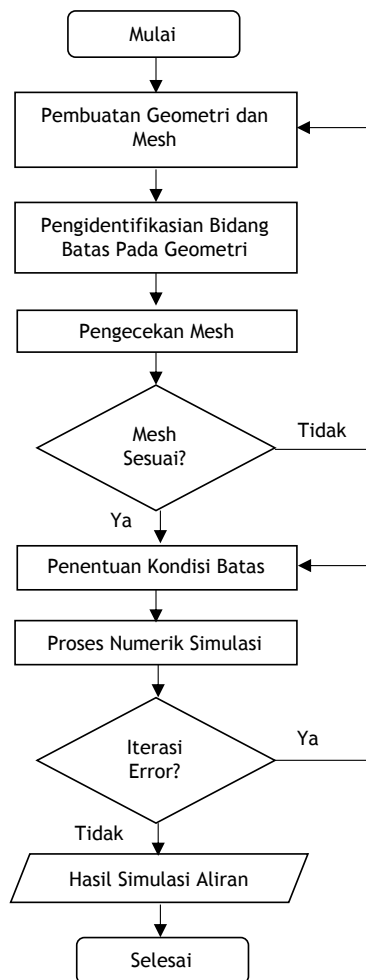 Mulai
Pembuatan Geometri dan
Mesh
Pengidentifikasian Bidang
Batas Pada Geometri
Pengecekan Mesh
Mesh
Sesuai?
Tidak
Ya
Penentuan Kondisi Batas
Proses Numerik Simulasi
Iterasi
Error?
Ya
Tidak
Hasil Simulasi Aliran
Selesai